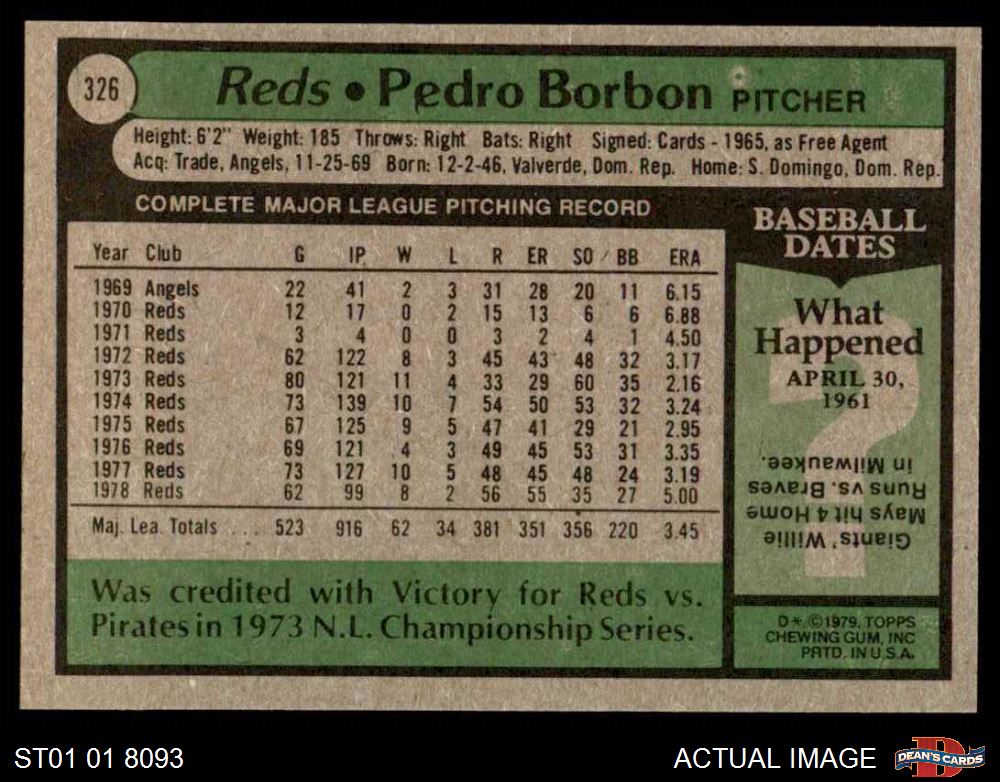 326
Reds • Pedro Borbon PITCHER
Height: 6'2" Weight: 185 Throws: Right Bats: Right Signed: Cards - 1965, as Free Agent
Acq: Trade, Angels, 11-25-69 Born: 12-2-46, Valverde, Dom. Rep. Home: S. Domingo, Dom. Rep.
COMPLETE MAJOR LEAGUE PITCHING RECORD
Year Club G IP W L R ER SO BB ERA
1969 Angels 22 41 2 3 31 28 20 11 6.15
1970 Reds 12 17 0 2 15 13 6 6 6.88
1971 Reds 3 4 0 0 3 2 4 1 4.50
1972 Reds 62 122 8 3 45 43 48 32 3.17
1973 Reds 80 121 11 4 33 29 60 35 2.16
1974 Reds 73 139 10 7 54 50 53 32 3.24
1975 Reds 67 125 9 5 47 41 29 21 2.95
1976 Reds 69 121 4 3 49 45 53 31 3.35
1977 Reds 73 127 10 5 48 45 48 24 3.19
1978 Reds 62 99 8 2 56 55 35 27 5.00
Maj. Lea. Totals ... 523 916 62 34 381 351 356 220 3.45
Was credited with Victory for Reds vs.
Pirates in 1973 N.L. Championship Series.
BASEBALL
DATES
What
Happened
APRIL 30,
1961
?
Giants' Willie
Mays hit 4 Home
Runs vs. Braves
in Milwaukee.
D* ©1979, TOPPS
CHEWING GUM, INC
PRTD. IN U.S.A.
ST01 01 8093
ACTUAL IMAGE
D
DEAN'S CARDS